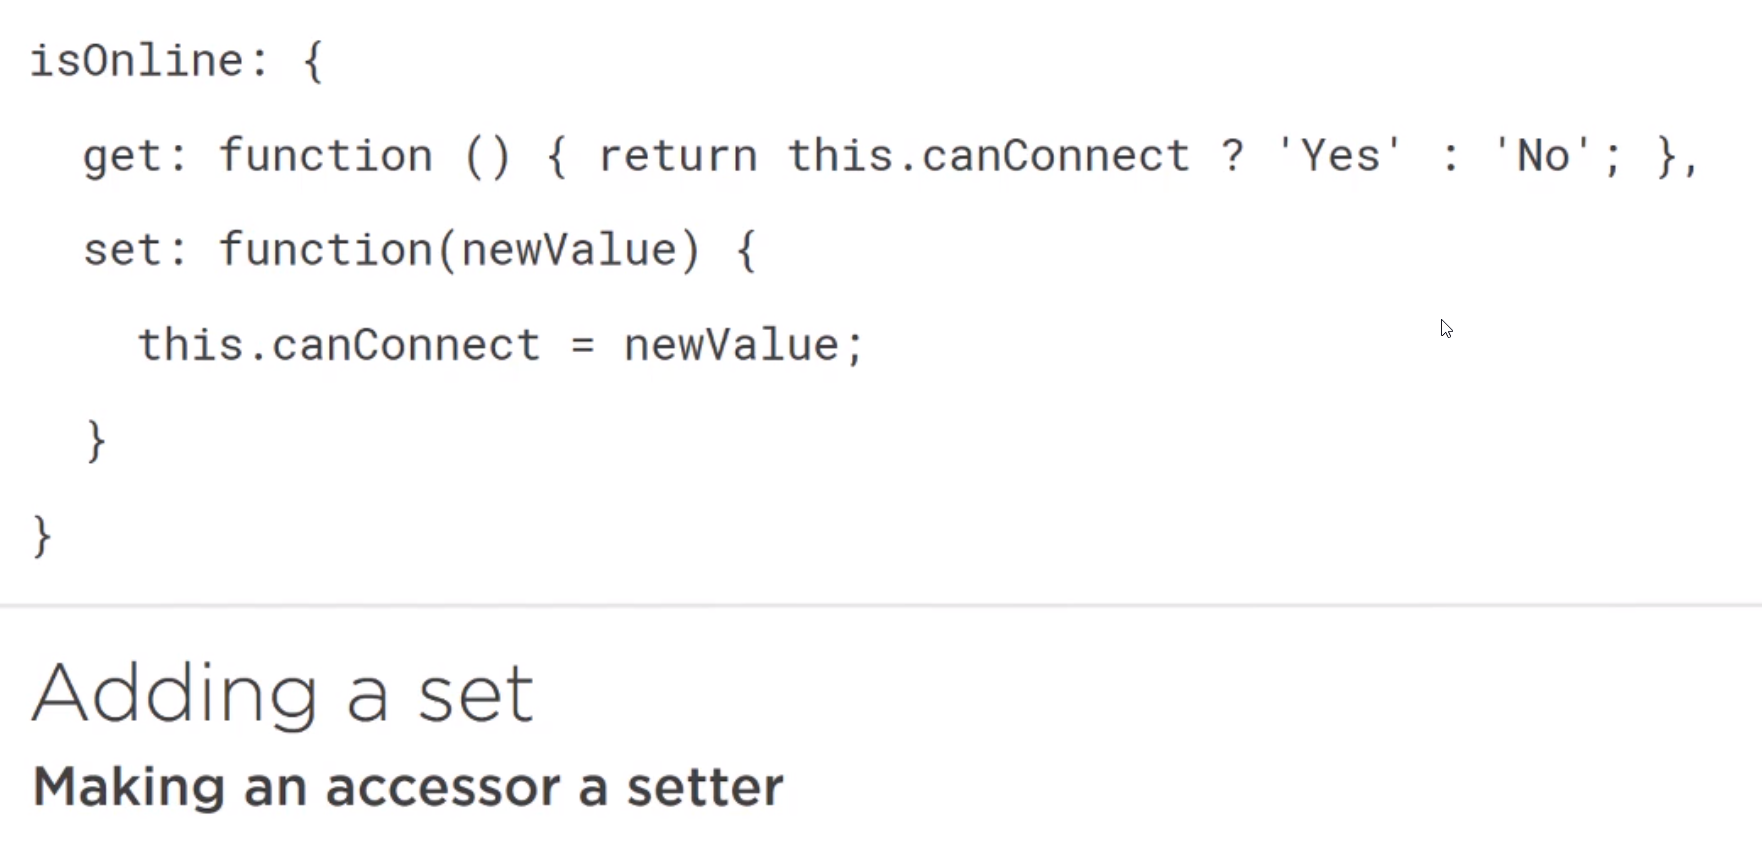 isOnline: {
get: function () { return this.canConnect ? 'Yes' : 'No'; },
set: function(newValue) {
this.canConnect = newValue;
}
}
Adding a set
Making an accessor a setter